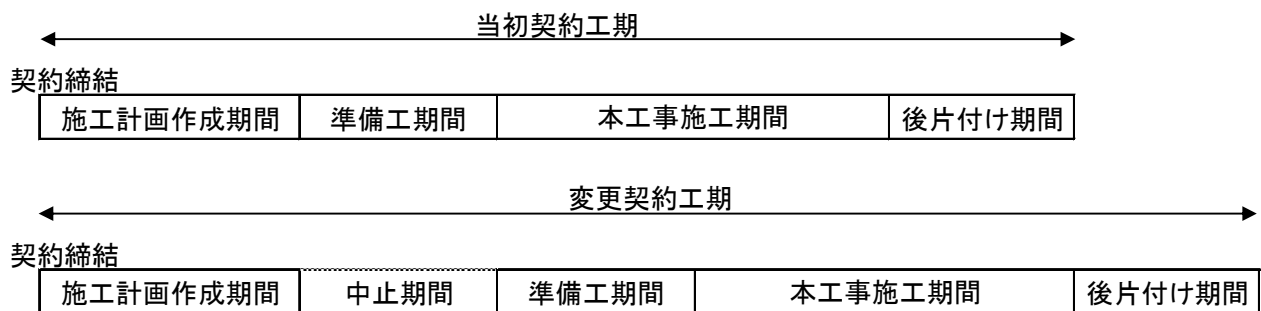 当初契約工期
契約締結
施工計画作成期間 準備工期間 本工事施工期間 後片付け期間
変更契約工期
契約締結
施工計画作成期間 中止期間 準備工期間 本工事施工期間 後片付け期間